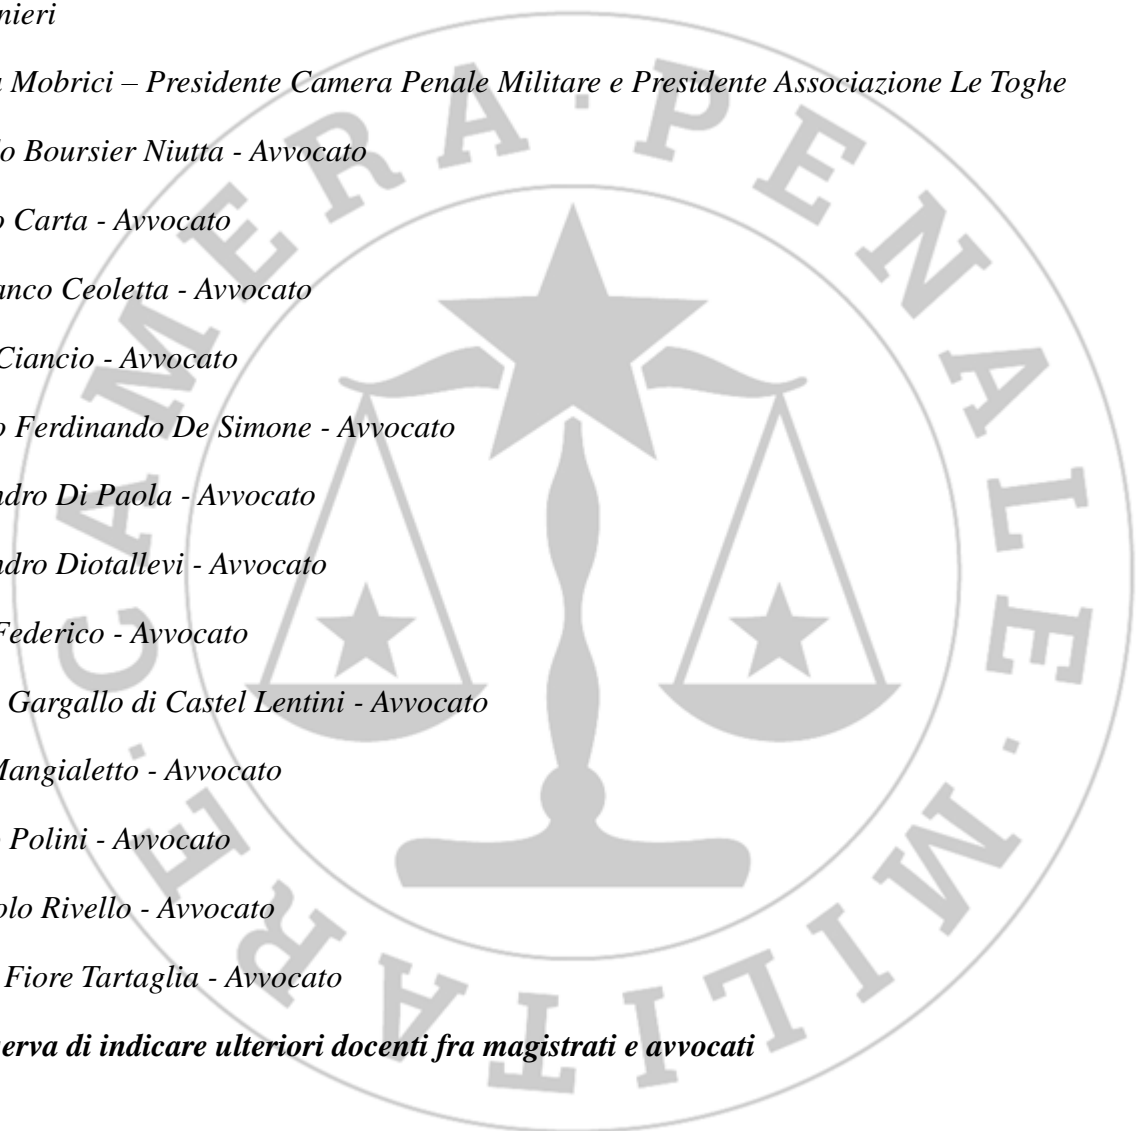 nieri
Mobrici – Presidente Camera Penale Militare e Presidente Associazione Le Toghe
o Boursier Niutta - Avvocato
o Carta - Avvocato
anco Ceoletta - Avvocato
Ciancio - Avvocato
o Ferdinando De Simone - Avvocato
ndro Di Paola - Avvocato
ndro Diotallevi - Avvocato
Federico - Avvocato
Gargallo di Castel Lentini - Avvocato
Mangialetto - Avvocato
Polini - Avvocato
olo Rivello - Avvocato
Fiore Tartaglia - Avvocato
erva di indicare ulteriori docenti fra magistrati e avvocati
CAMERA · PENALE · MILITARE ·